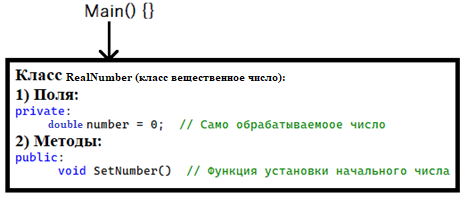 Main() {}
Класс RealNumber (класс вещественное число):
1) Поля:
private:
double number = 0; // Само обрабатываемоое число
2) Методы:
public:
void SetNumber() // Функция установки начального числа